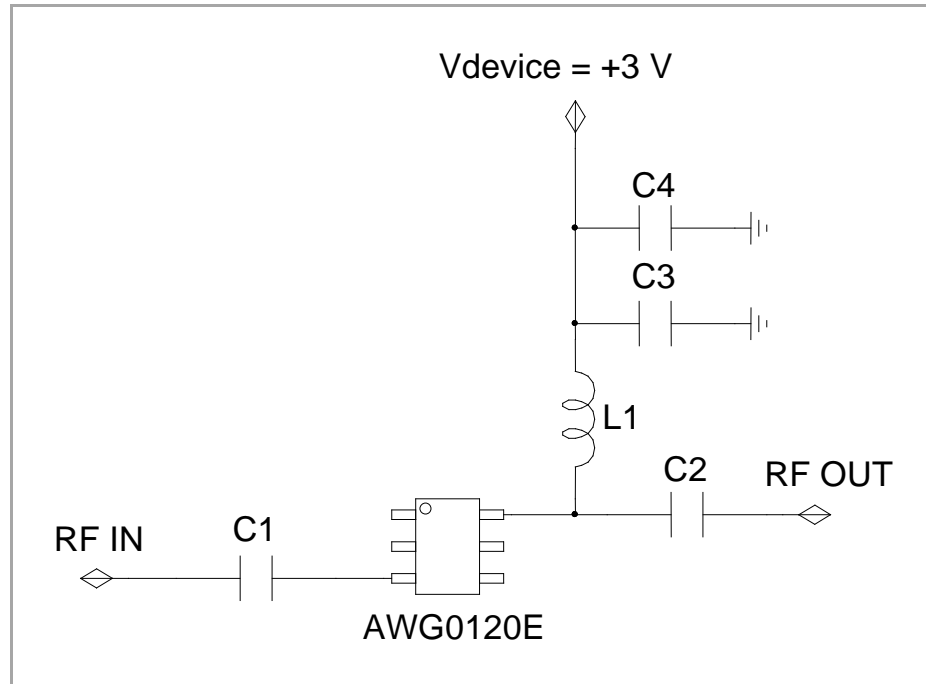 Vdevice = +3 V
C4
C3
L1
C2
RF OUT
C1
RF IN
AWG0120E